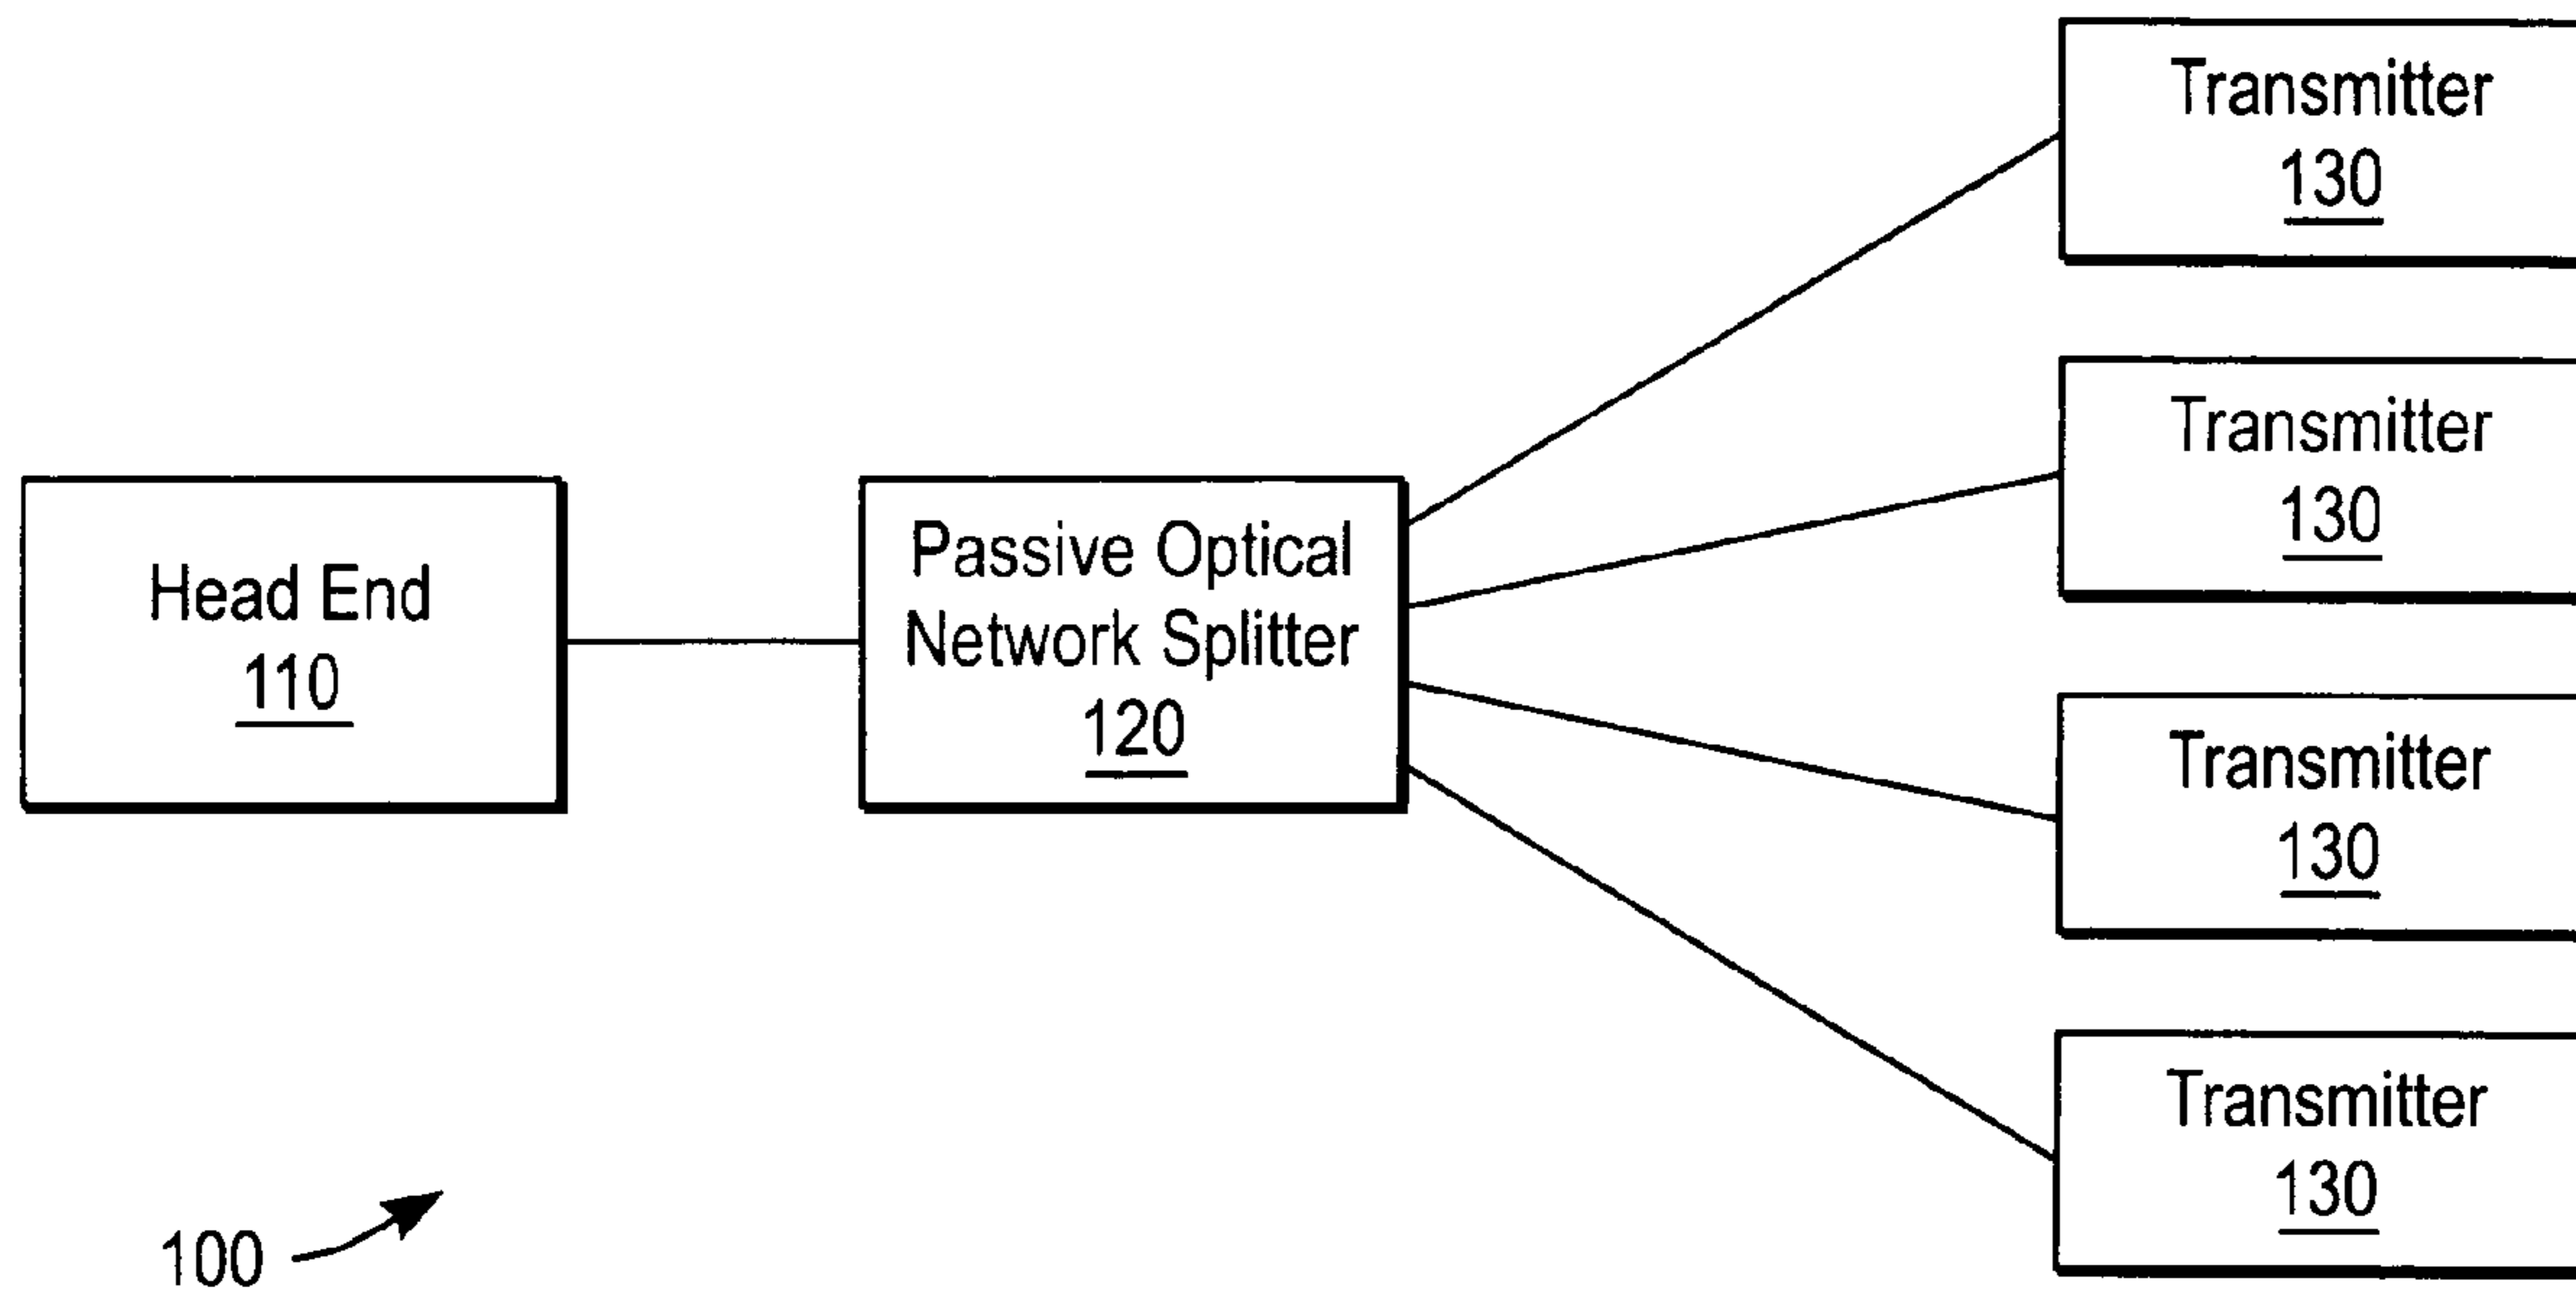 Transmitter
130
Transmitter
130
Head End
110
Passive Optical
Network Splitter
120
Transmitter
130
Transmitter
130
100